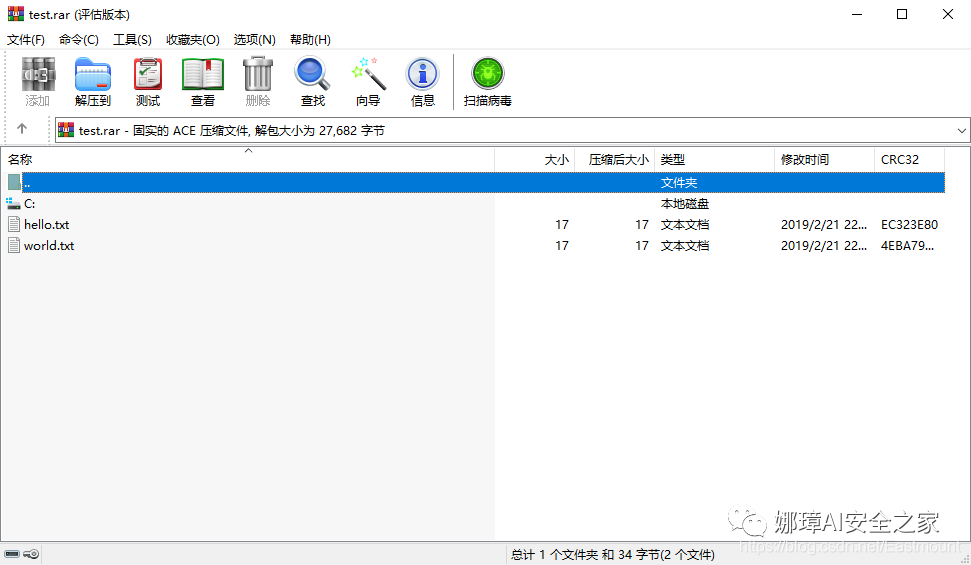 test.rar (评估版本)
文件(F) 命令(C) 工具(S) 收藏夹(O) 选项(N) 帮助(H)
添加 解压到 测试 查看 删除 查找 向导 信息 扫描病毒
test.rar - 固实的 ACE 压缩文件, 解包大小为 27,682 字节
名称 大小 压缩后大小 类型 修改时间 CRC32
.. 文件夹
C: 本地磁盘
hello.txt 17 17 文本文档 2019/2/21 22... EC323E80
world.txt 17 17 文本文档 2019/2/21 22... 4EBA79...
娜璋AI安全之家
https://blog.csdn.net/Eastmount
总计 1 个文件夹 和 34 字节(2 个文件)